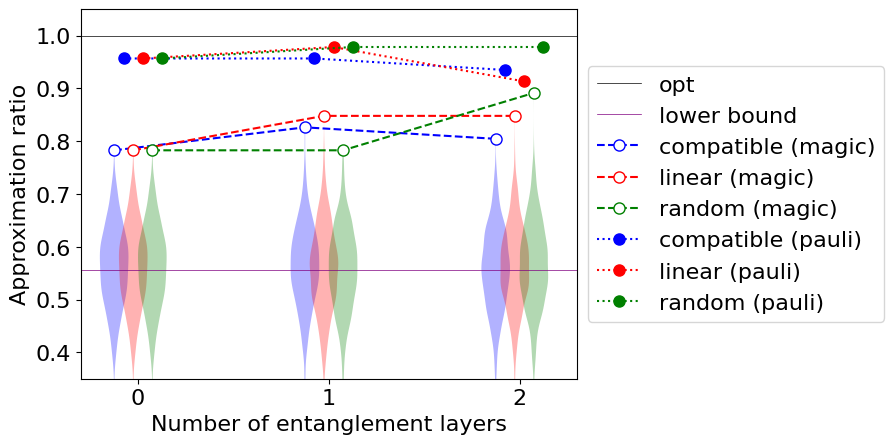 1.0
0.9
0.8
0.7
0.6
0.5
0.4
Approximation ratio
0 1 2
Number of entanglement layers
opt
lower bound
compatible (magic)
linear (magic)
random (magic)
compatible (pauli)
linear (pauli)
random (pauli)